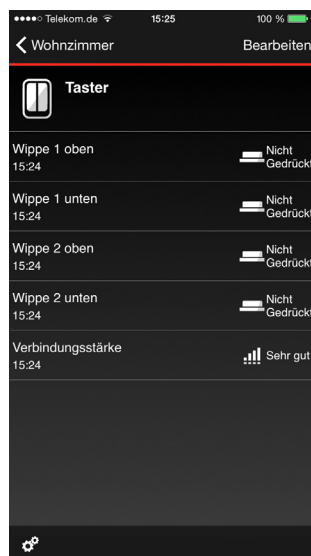 Telekom.de 15:25 100 %
Wohnzimmer Bearbeiten
Taster
Wippe 1 oben
15:24
Nicht
Gedrückt
Wippe 1 unten
15:24
Nicht
Gedrückt
Wippe 2 oben
15:24
Nicht
Gedrückt
Wippe 2 unten
15:24
Nicht
Gedrückt
Verbindungsstärke
15:24
Sehr gut